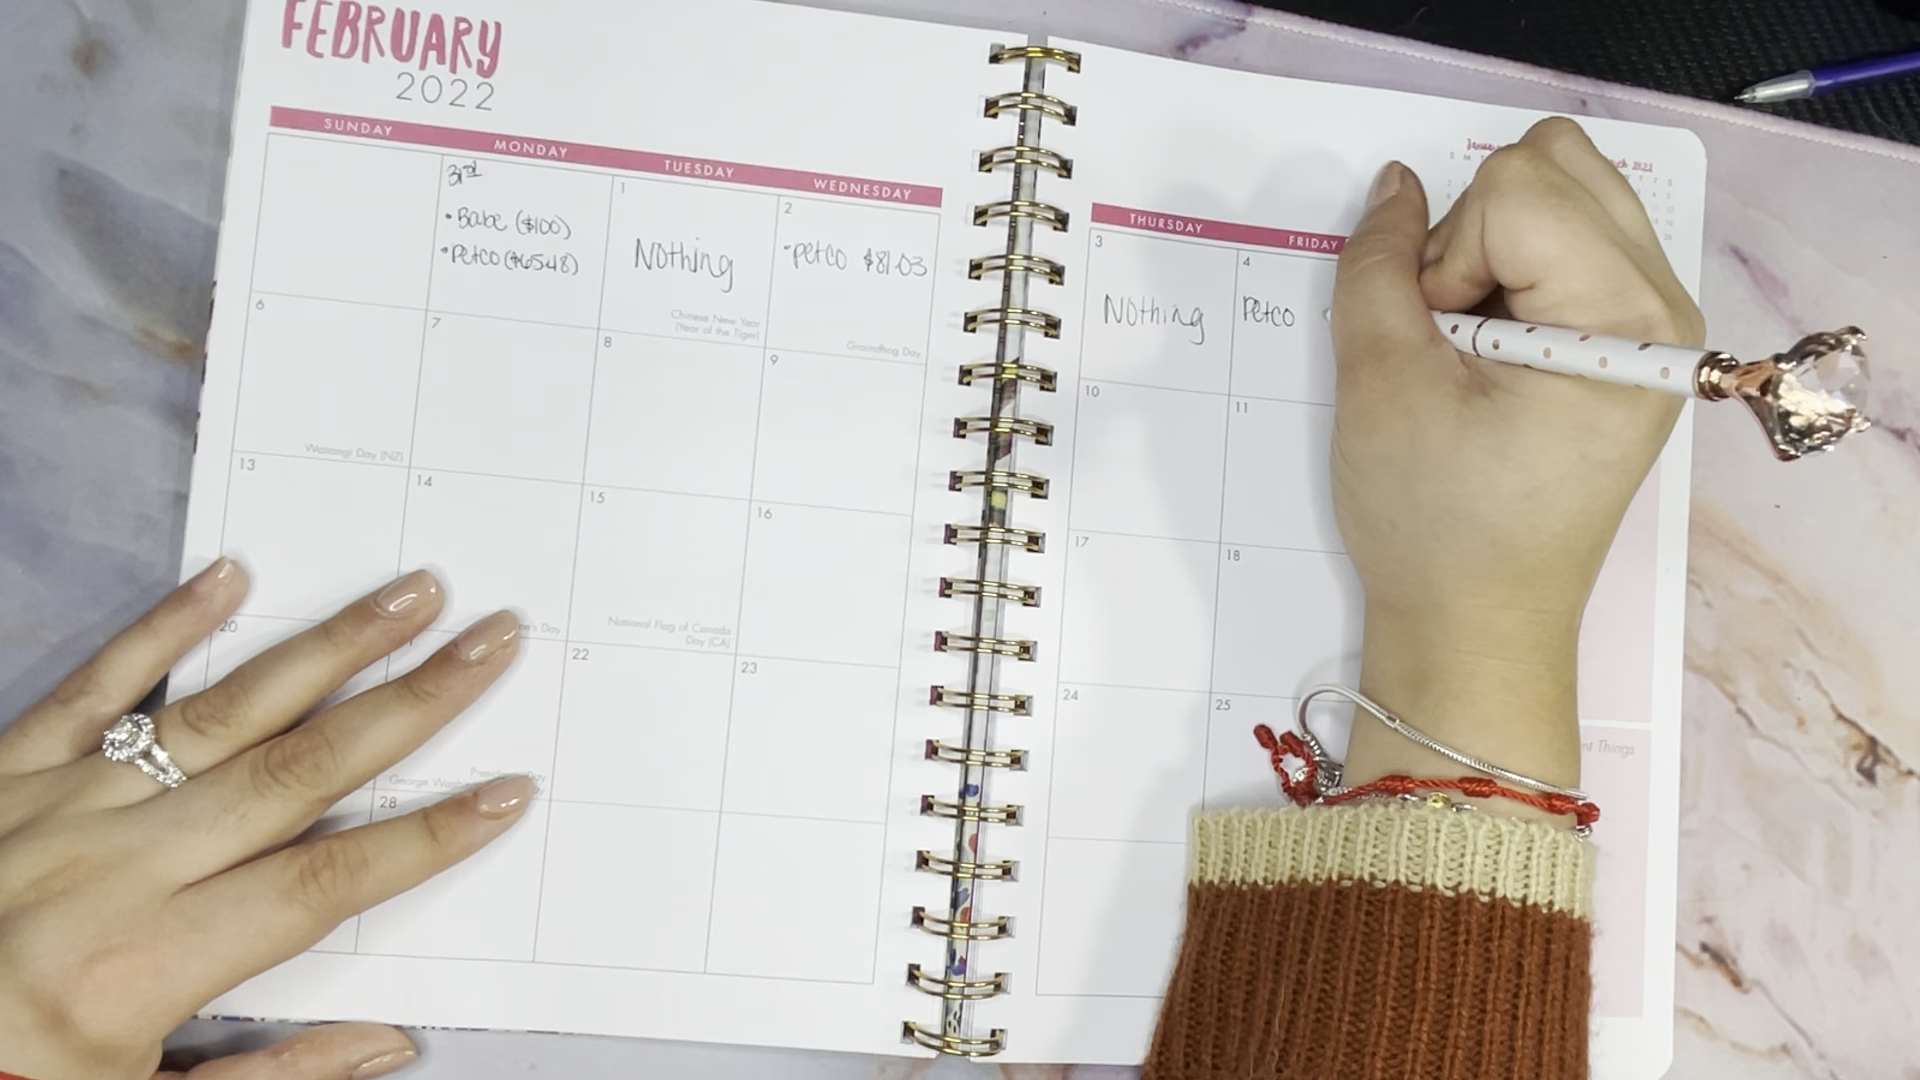 FEBRUARY
2022
SUNDAY MONDAY TUESDAY WEDNESDAY
31st
• Babe ($100)
• Petco ($65.48)
1
Nothing
Chinese New Year
(Year of the Tiger)
2
• petco $81.03
Groundhog Day
6
Waitangi Day (NZ)
7
8
9
13
14
15
National Flag of Canada
Day (CA)
16
20
22
23
28
THURSDAY FRIDAY
3
Nothing
4
Petco
10
11
17
18
24
25
Things